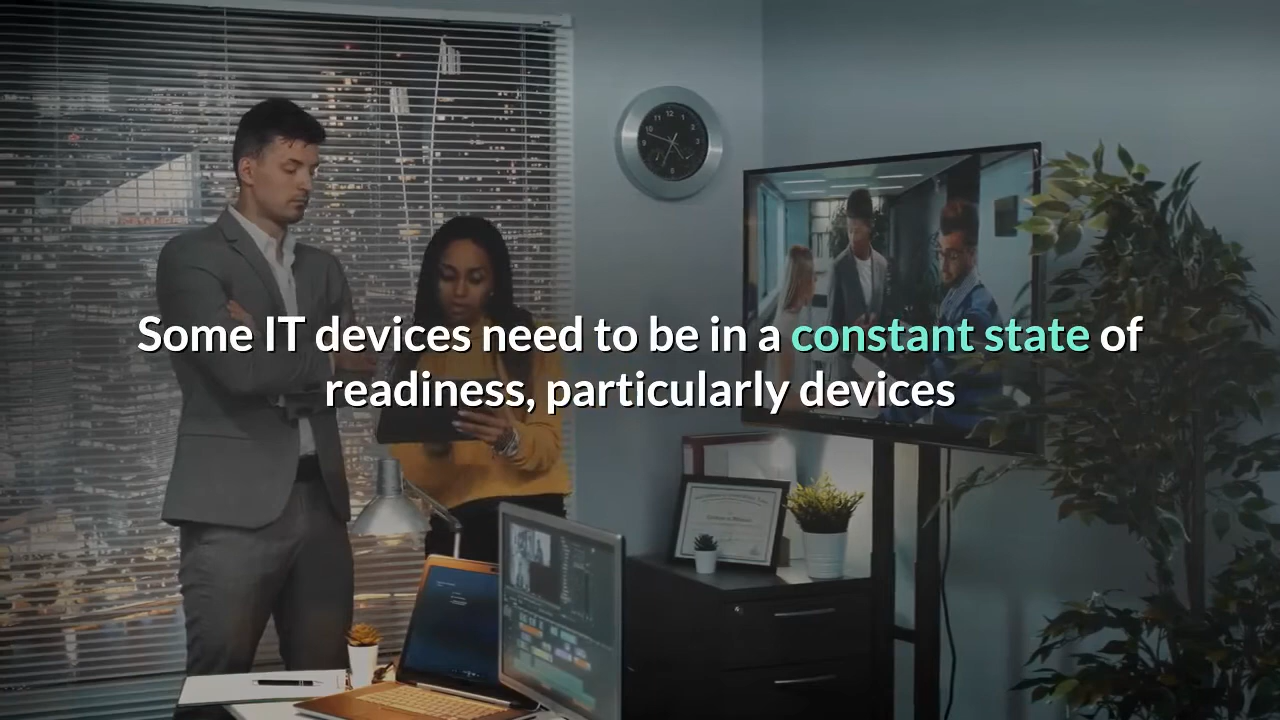 Some IT devices need to be in a constant state of
readiness, particularly devices